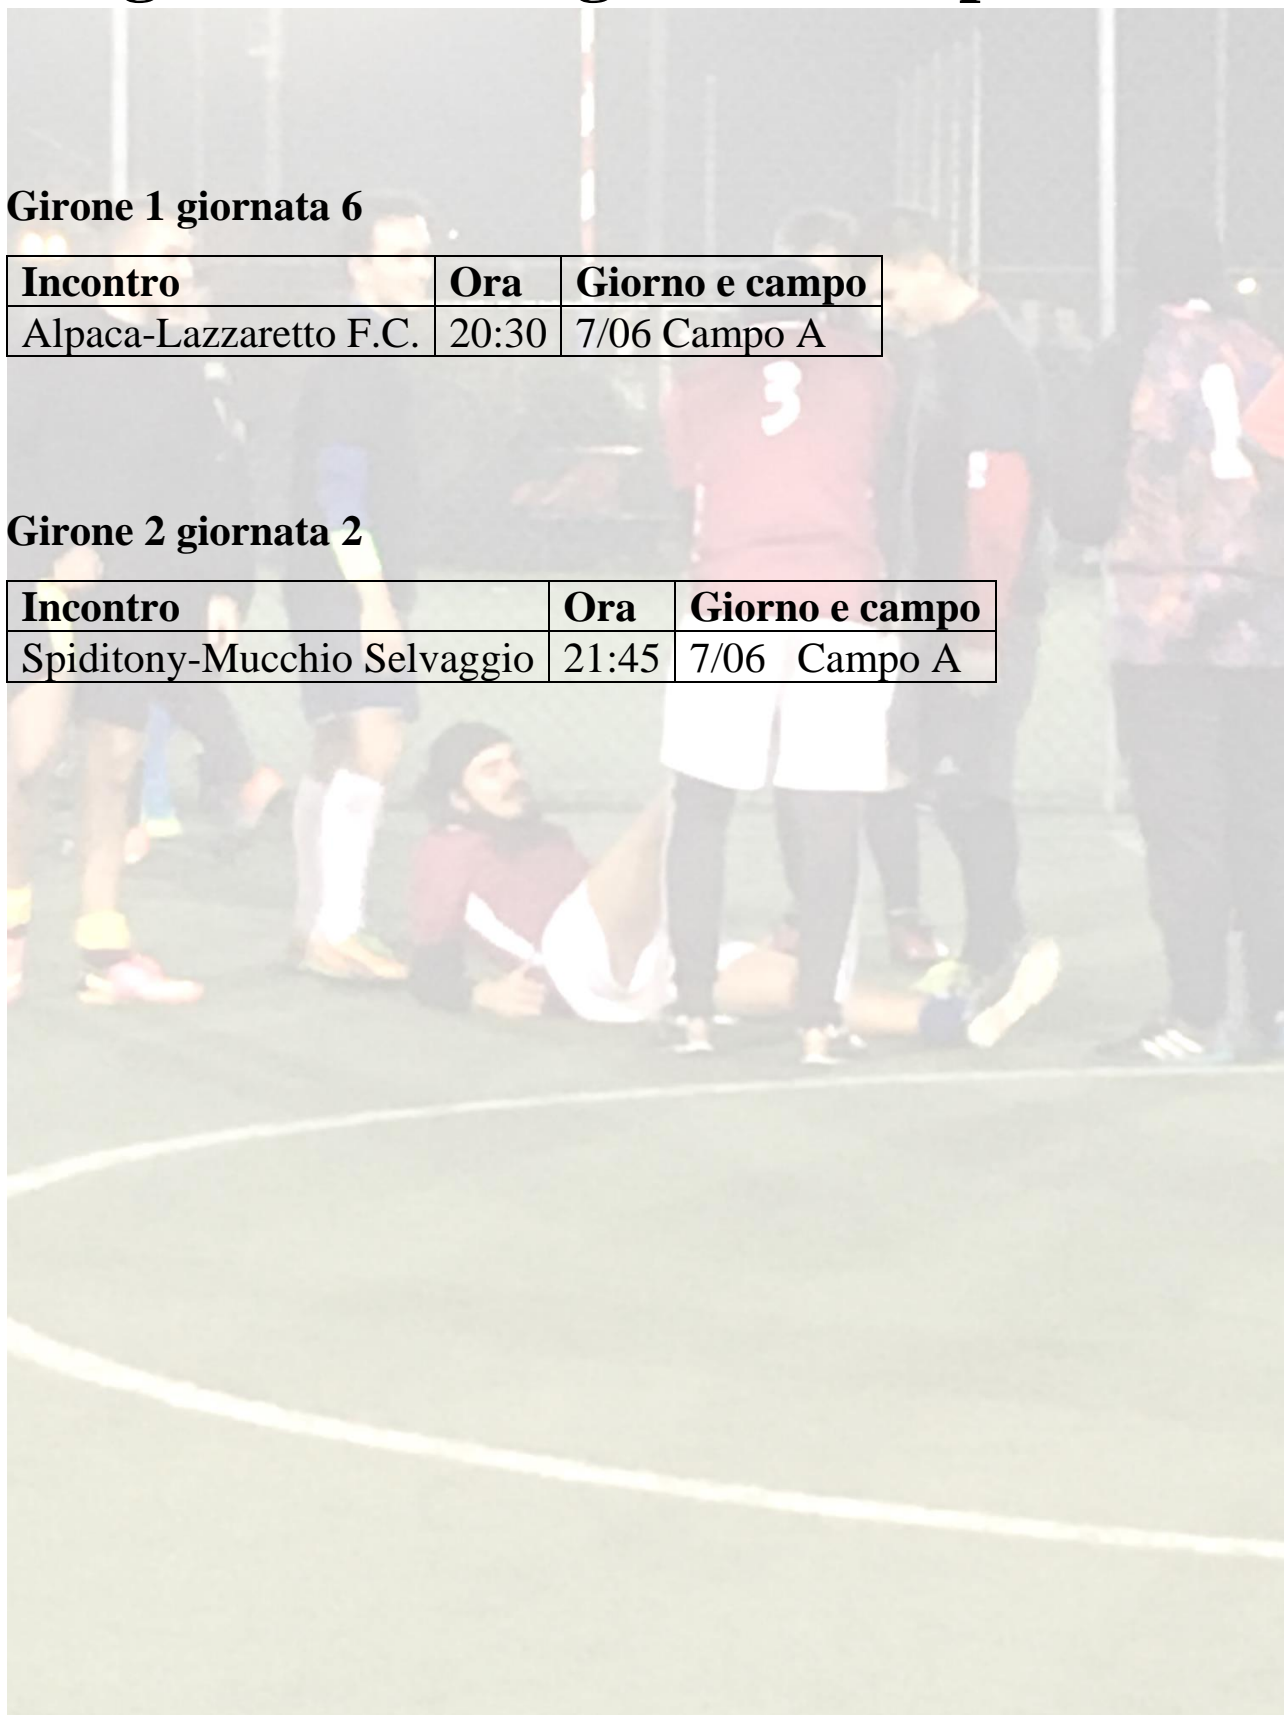 Girone 1 giornata 6
Incontro Ora Giorno e campo
Alpaca-Lazzaretto F.C. 20:30 7/06 Campo A
3
Girone 2 giornata 2
Incontro Ora Giorno e campo
Spiditony-Mucchio Selvaggio 21:45 7/06 Campo A